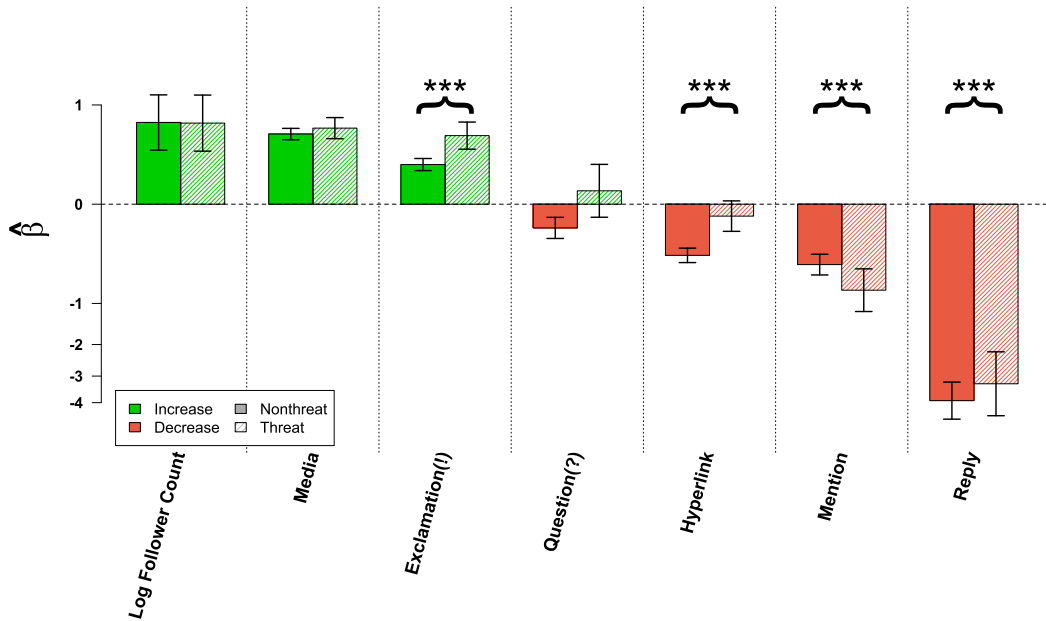 *** *** *** ***
1
0
-1
-2
-3
-4
β̂
Increase Nonthreat
Decrease Threat
Log Follower Count
Media
Exclamation(!)
Question(?)
Hyperlink
Mention
Reply